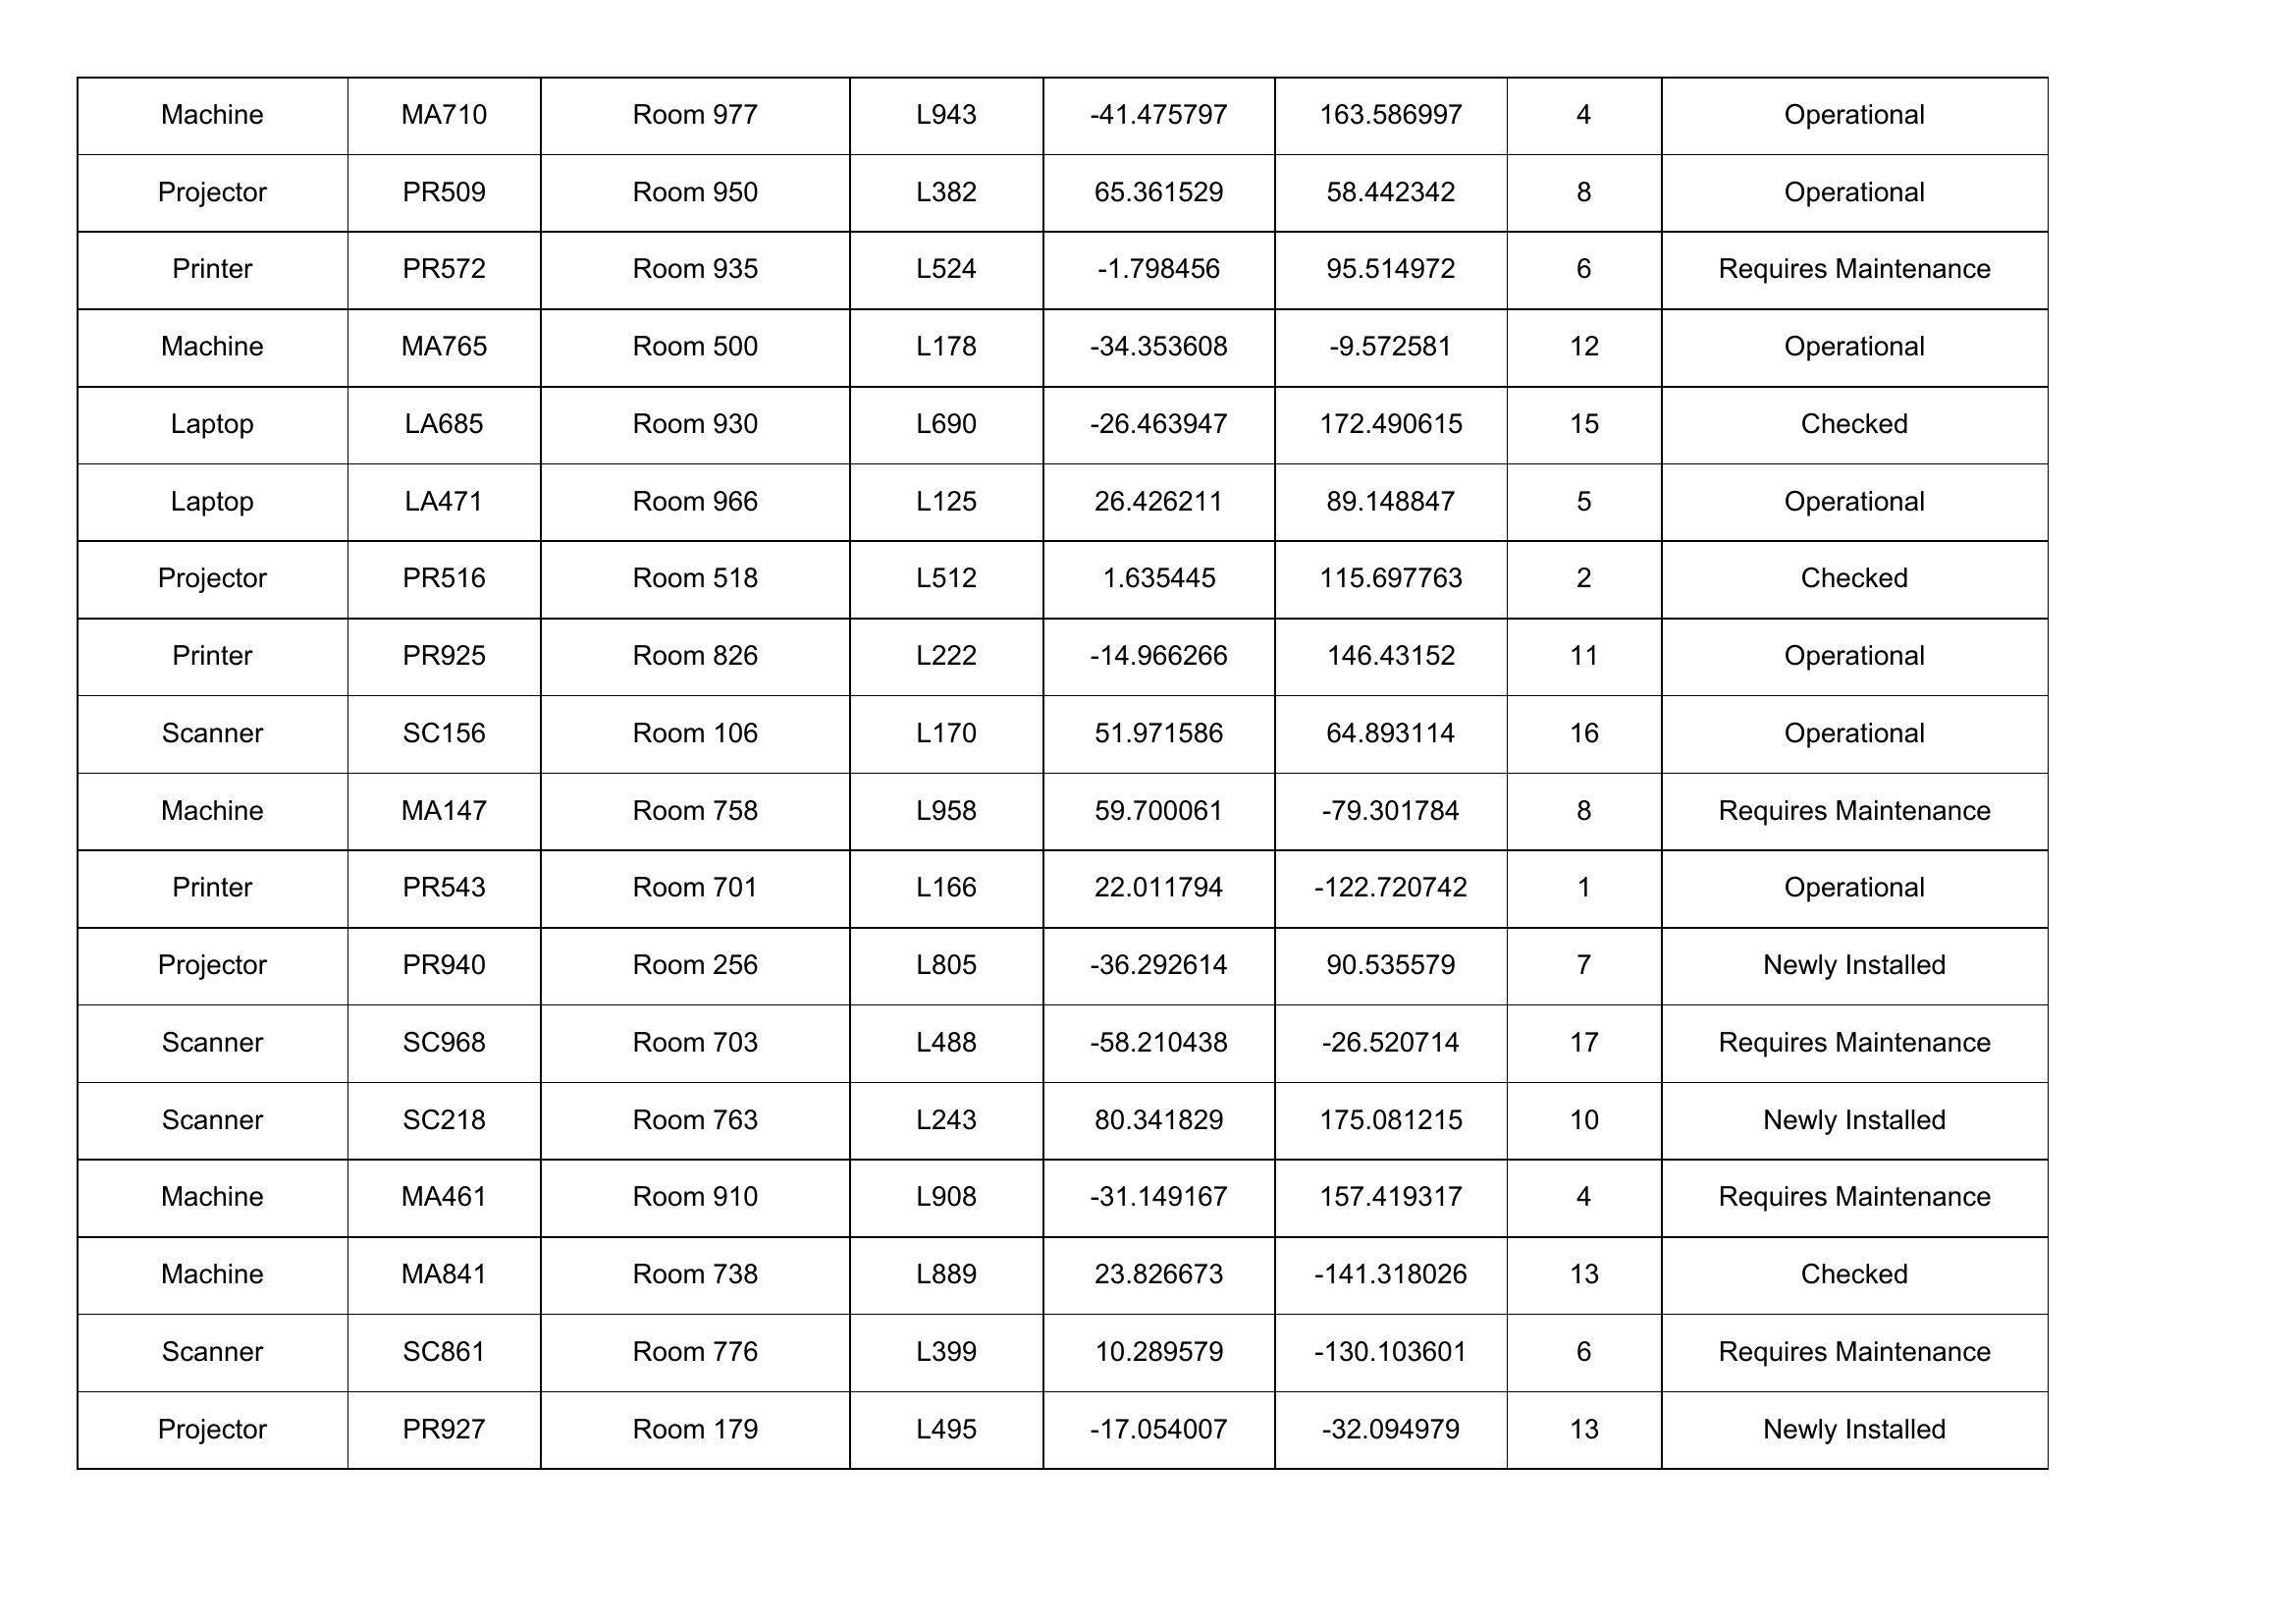 Machine MA710 Room 977 L943 -41.475797 163.586997 4 Operational
Projector PR509 Room 950 L382 65.361529 58.442342 8 Operational
Printer PR572 Room 935 L524 -1.798456 95.514972 6 Requires Maintenance
Machine MA765 Room 500 L178 -34.353608 -9.572581 12 Operational
Laptop LA685 Room 930 L690 -26.463947 172.490615 15 Checked
Laptop LA471 Room 966 L125 26.426211 89.148847 5 Operational
Projector PR516 Room 518 L512 1.635445 115.697763 2 Checked
Printer PR925 Room 826 L222 -14.966266 146.43152 11 Operational
Scanner SC156 Room 106 L170 51.971586 64.893114 16 Operational
Machine MA147 Room 758 L958 59.700061 -79.301784 8 Requires Maintenance
Printer PR543 Room 701 L166 22.011794 -122.720742 1 Operational
Projector PR940 Room 256 L805 -36.292614 90.535579 7 Newly Installed
Scanner SC968 Room 703 L488 -58.210438 -26.520714 17 Requires Maintenance
Scanner SC218 Room 763 L243 80.341829 175.081215 10 Newly Installed
Machine MA461 Room 910 L908 -31.149167 157.419317 4 Requires Maintenance
Machine MA841 Room 738 L889 23.826673 -141.318026 13 Checked
Scanner SC861 Room 776 L399 10.289579 -130.103601 6 Requires Maintenance
Projector PR927 Room 179 L495 -17.054007 -32.094979 13 Newly Installed